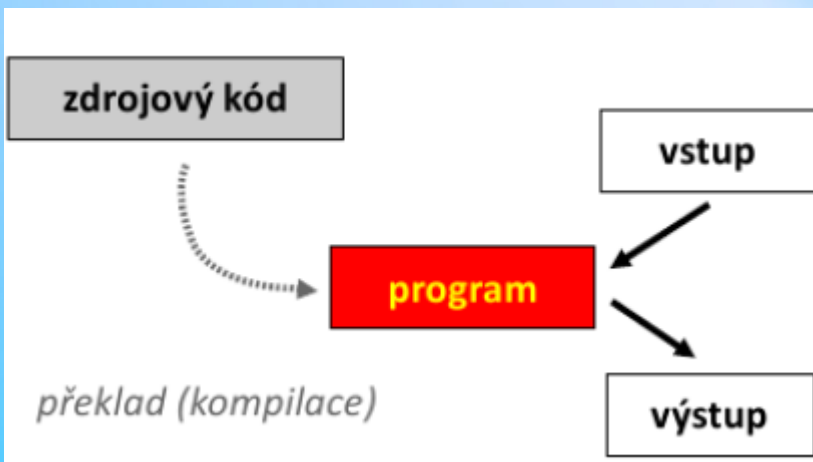 zdrojový kód
vstup
program
překlad (kompilace)
výstup